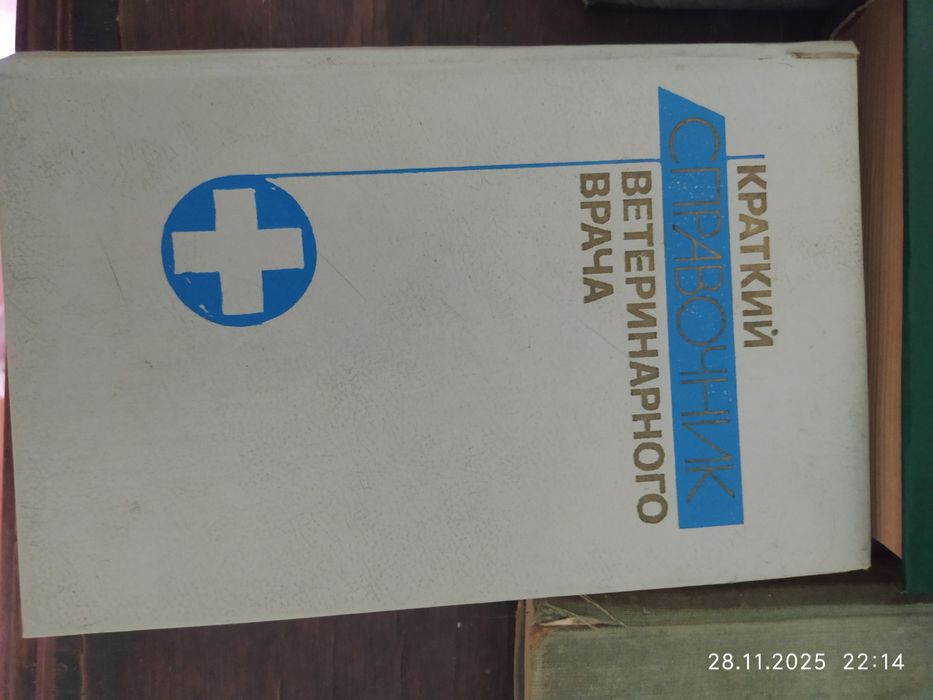 КРАТКИЙ
СПРАВОЧНИК
ВЕТЕРИНАРНОГО
ВРАЧА
28.11.2025 22:14